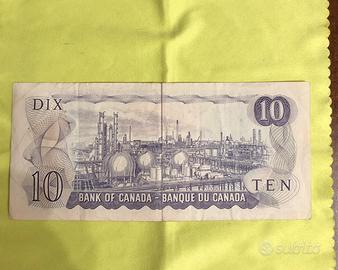 DIX
10
10
TEN
BANK OF CANADA - BANQUE DU CANADA
subito